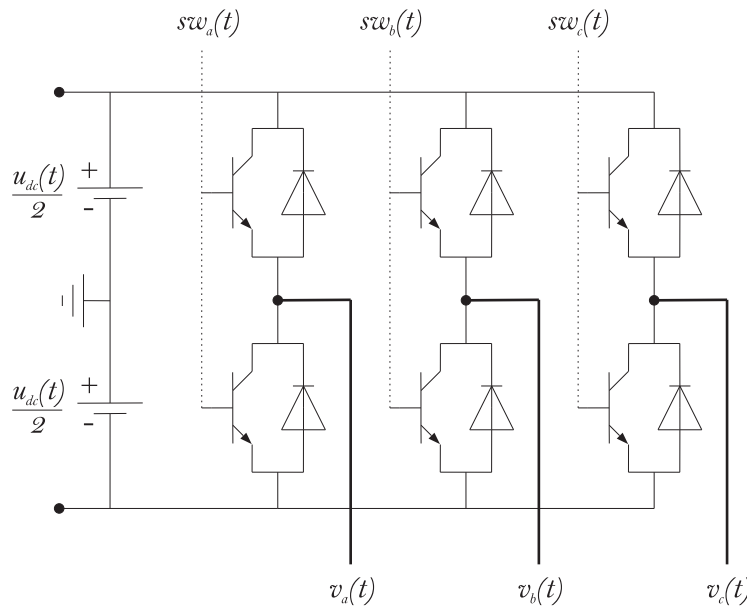 sw_a(t) sw_b(t) sw_c(t)
+
u_dc(t)
2
-
+
u_dc(t)
2
-
v_a(t) v_b(t) v_c(t)